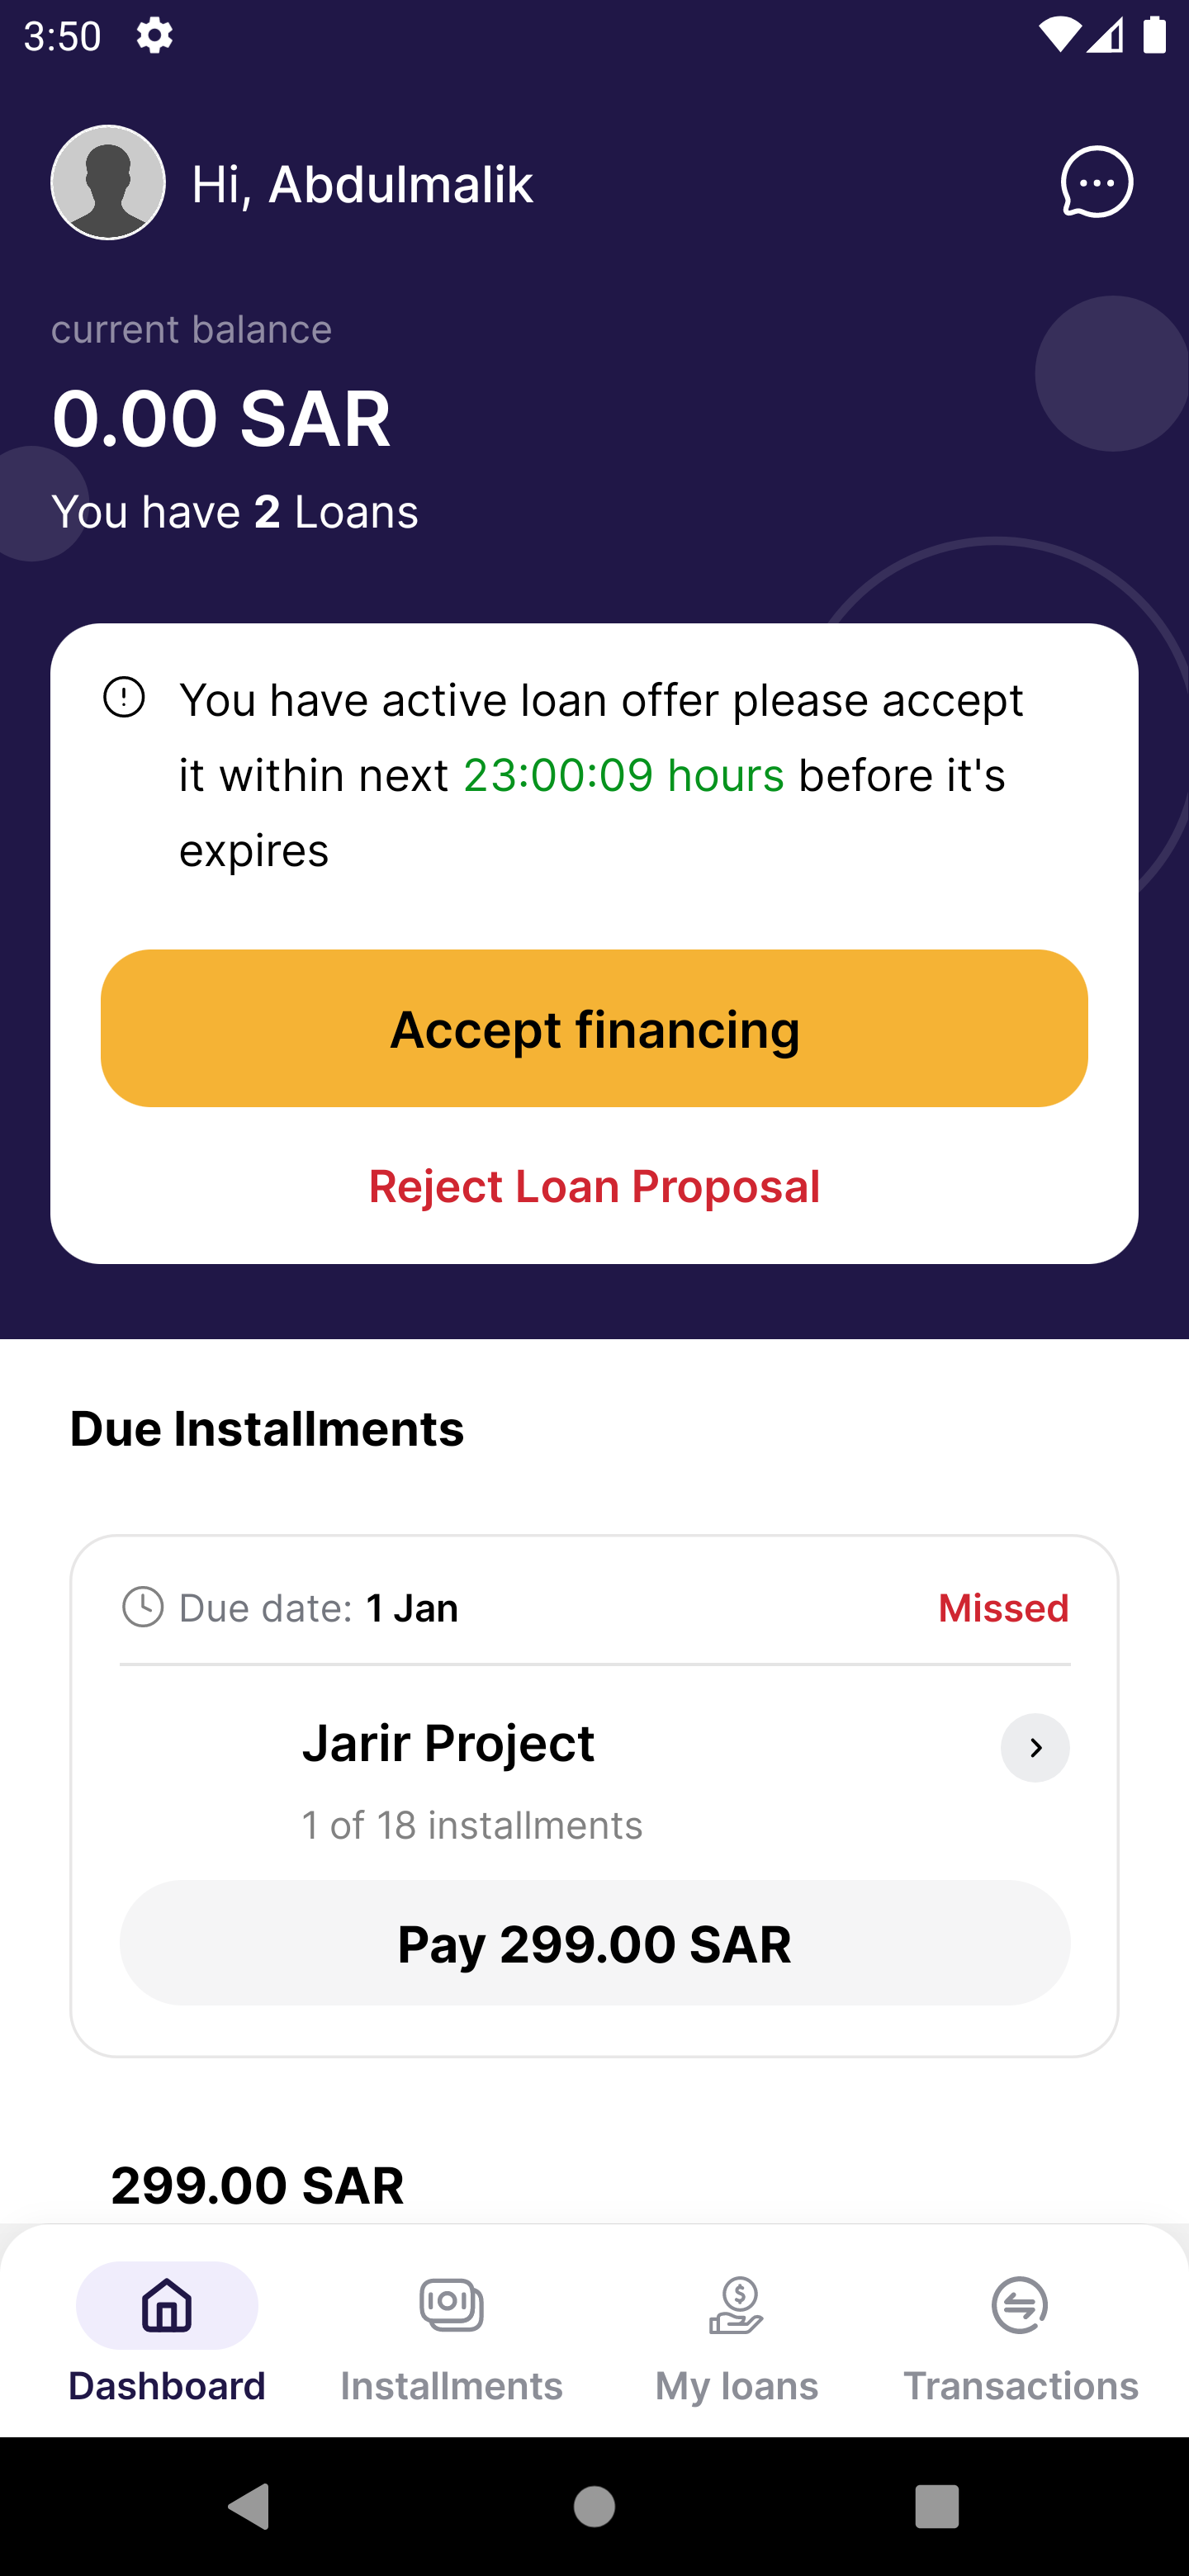 3:50
Hi, Abdulmalik
current balance
0.00 SAR
You have 2 Loans
You have active loan offer please accept
it within next 23:00:09 hours before it's
expires
Accept financing
Reject Loan Proposal
Due Installments
Due date: 1 Jan
Missed
Jarir Project
1 of 18 installments
Pay 299.00 SAR
299.00 SAR
Dashboard
Installments
My loans
Transactions